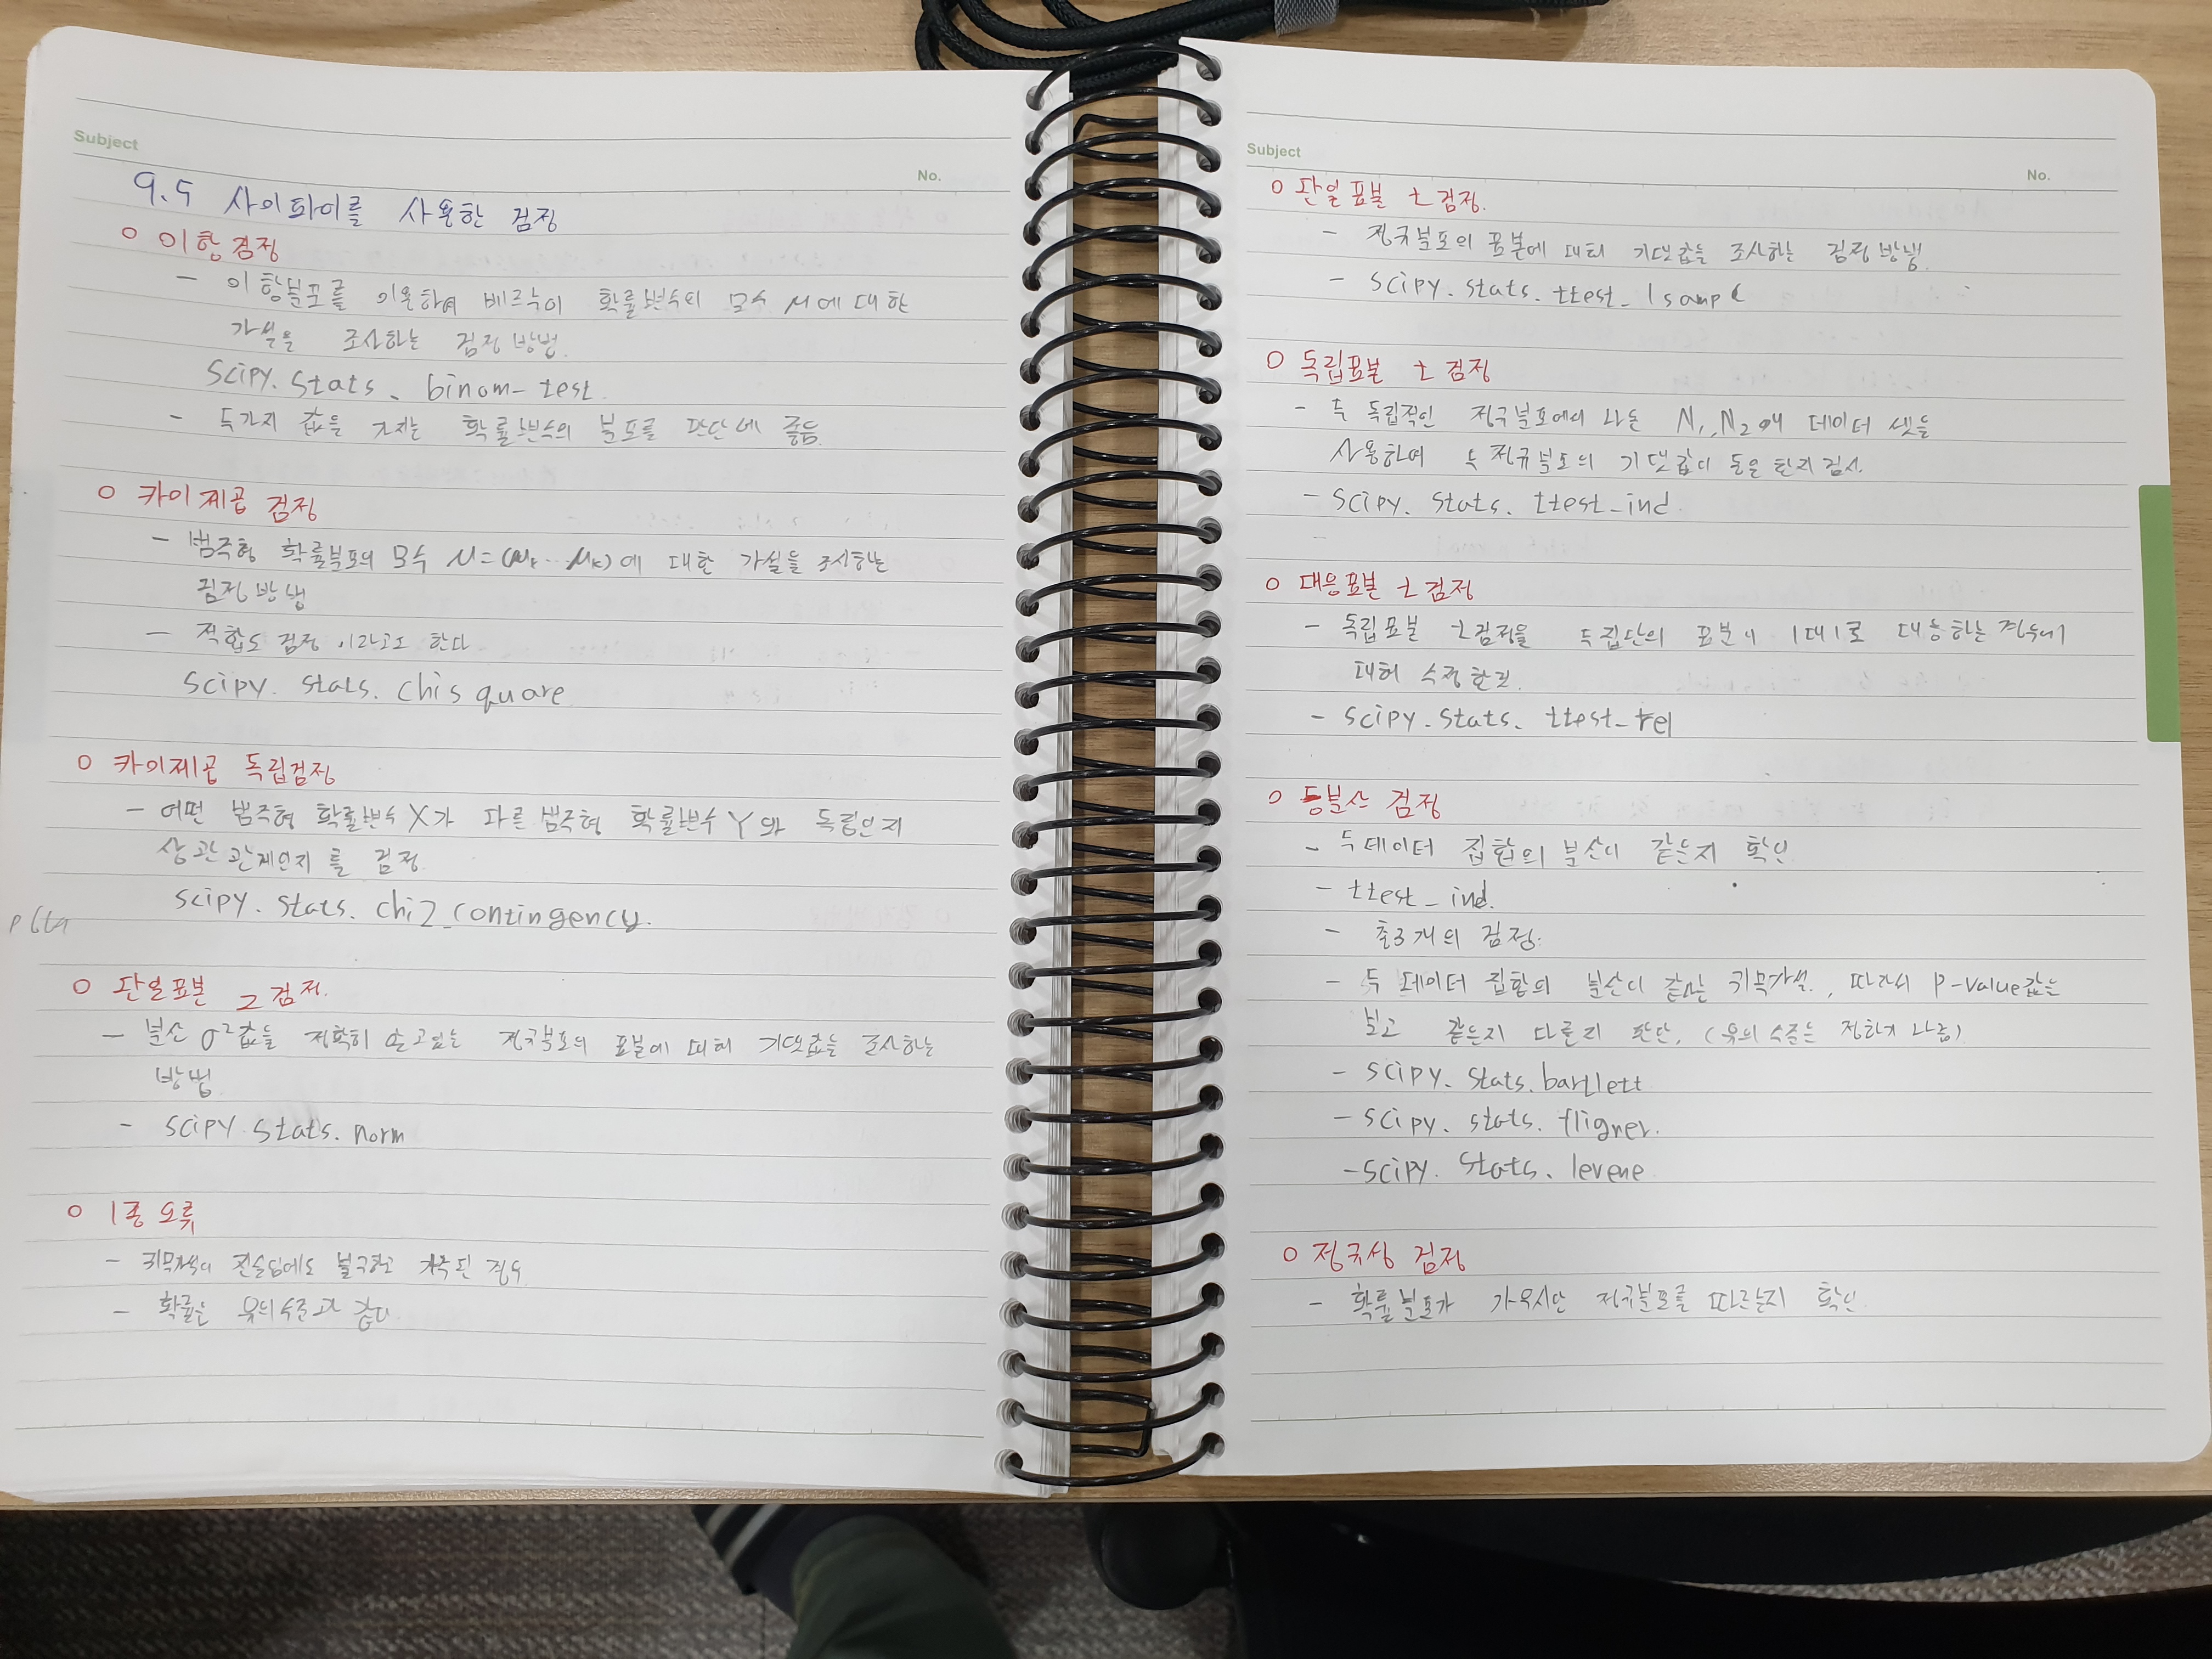 Subject
No.
9.5 사이파이를 사용한 검정
○ 이항검정
- 이항분포를 이용하여 베르누이 확률변수의 모수 μ에 대한
가설을 조사하는 검정 방법.
scipy. stats. binom_test.
- 두가지 값을 가지는 확률변수의 분포를 판단에 좋음
○ 카이제곱 검정
- 범주형 확률분포의 모수 μ=(μ1... μk)에 대한 가설을 조사하는
검정 방법
- 적합도 검정 이라고도 한다
scipy. stats. chisquare
○ 카이제곱 독립검정
- 어떤 범주형 확률변수 X가 다른 범주형 확률변수 Y와 독립인지
상관관계인지를 검정
scipy. stats. chi2_contingency.
○ 단일표본 z 검정.
- 분산 σ²값을 정확히 알고있는 정규분포의 표본에 대해 기댓값을 조사하는
방법
- scipy stats. norm
○ 1종 오류
- 귀무가설이 진실임에도 불구하고 기각된 경우
- 확률은 유의수준과 같다
Subject
No.
○ 단일표본 t 검정.
- 정규분포의 표본에 대해 기댓값을 조사하는 검정 방법.
- scipy. stats. ttest_1samp
○ 독립표본 t 검정
- 두 독립적인 정규분포에서 나온 N1, N2 데이터 셋을
사용하여 두 정규분포의 기댓값이 동일한지 검사.
- scipy. stats. ttest_ind
-
○ 대응표본 t 검정
- 독립표본 t검정을 두 집단의 표본이 1대1로 대응하는 경우에
대해 수정한것.
- scipy. stats. ttest_rel
○ 등분산 검정
- 두데이터 집합의 분산이 같은지 확인
- ttest_ind.
- 총3개의 검정.
- 두 데이터 집합의 분산이 같다는 귀무가설., 따라서 P-value값을
보고 같은지 다른지 판단, (유의 수준은 정하기 나름)
- scipy. stats. bartlett
- scipy. stats. fligner.
- scipy. stats. levene
○ 정규성 검정
- 확률분포가 가우시안 정규분포를 따르는지 확인